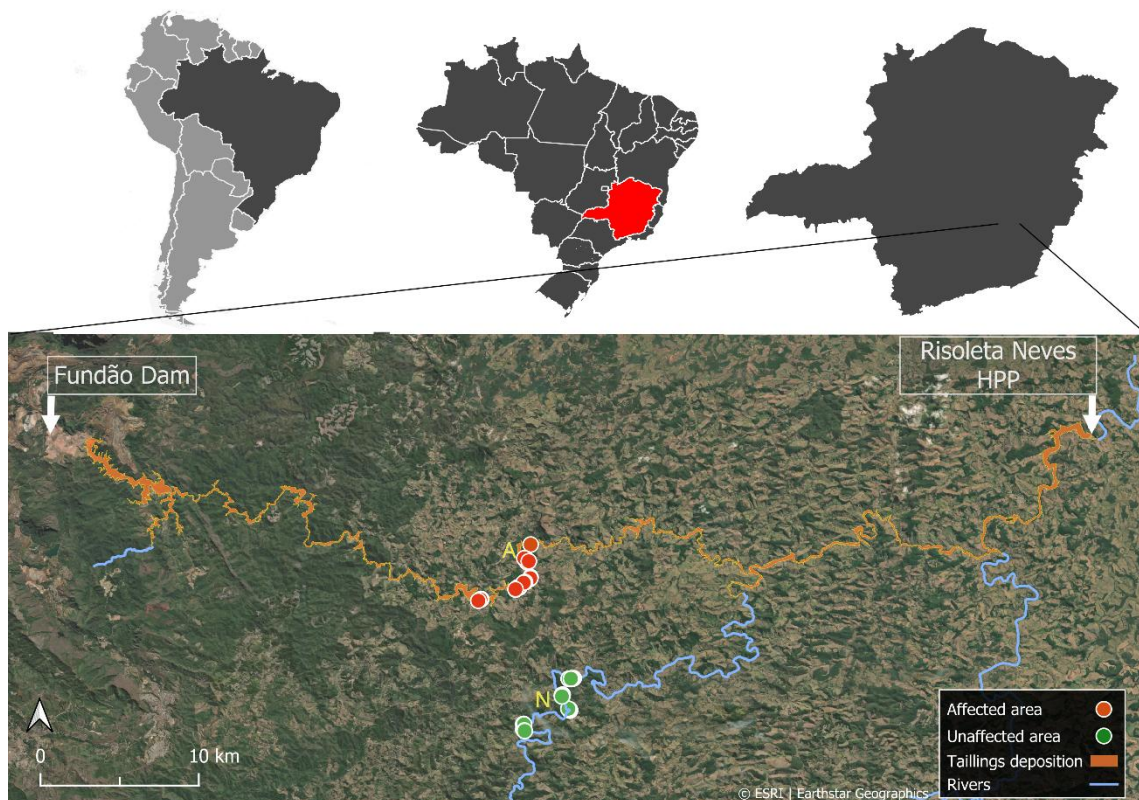 Fundão Dam
Risoleta Neves
HPP
A
N
0
10 km
Affected area
Unaffected area
Taillings deposition
Rivers
© ESRI | Earthstar Geographics